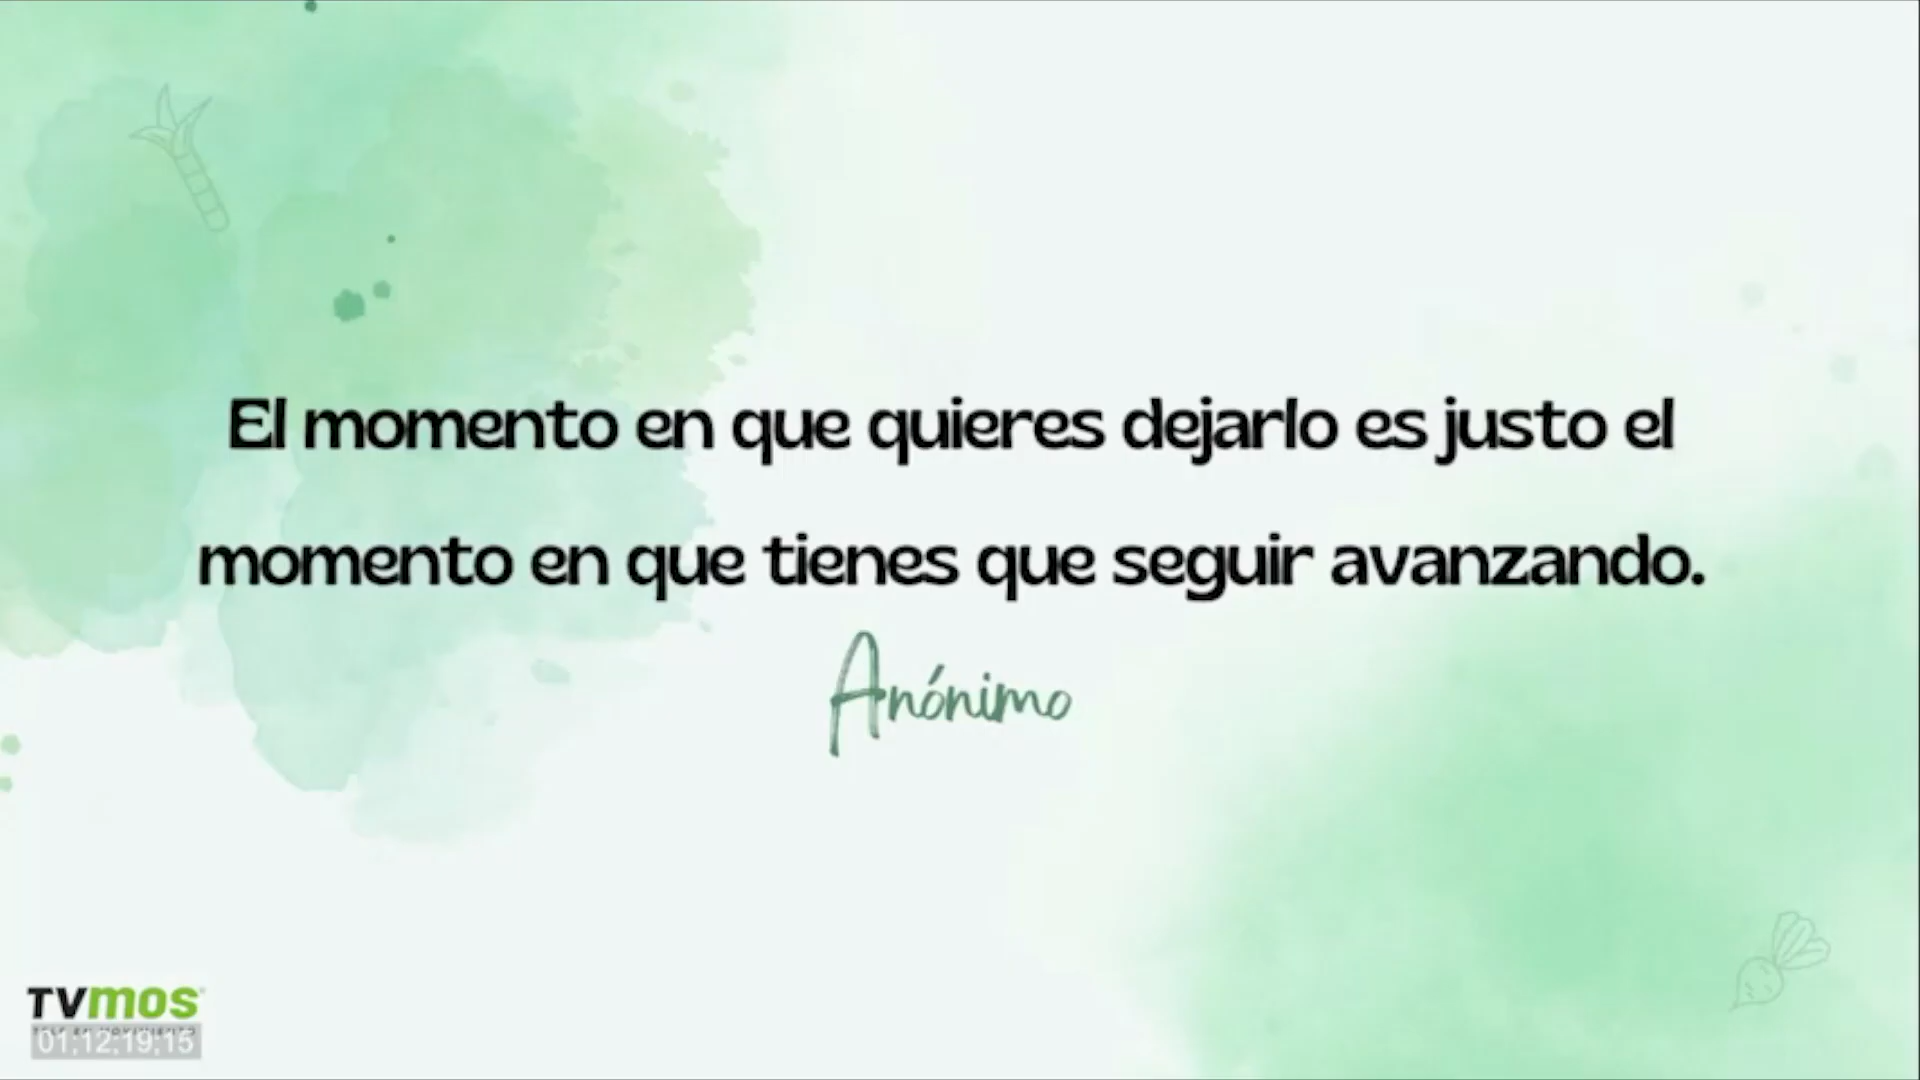 El momento en que quieres dejarlo es justo el
momento en que tienes que seguir avanzando.
Anónimo
TVMOS
01;12;19;15